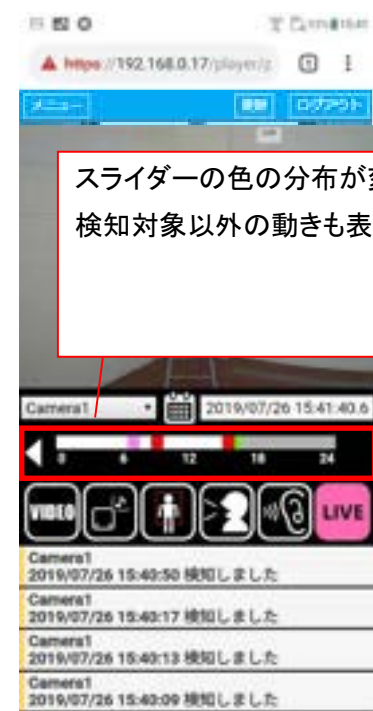 https://192.168.0.17/player/
メニュー
更新
ログアウト
スライダーの色の分布が
検知対象以外の動きも表
Camera1
2019/07/26 15:41:40.6
0 6 12 18 24
VIDEO
LIVE
Camera1
2019/07/26 15:40:50 検知しました
Camera1
2019/07/26 15:40:17 検知しました
Camera1
2019/07/26 15:40:13 検知しました
Camera1
2019/07/26 15:40:09 検知しました